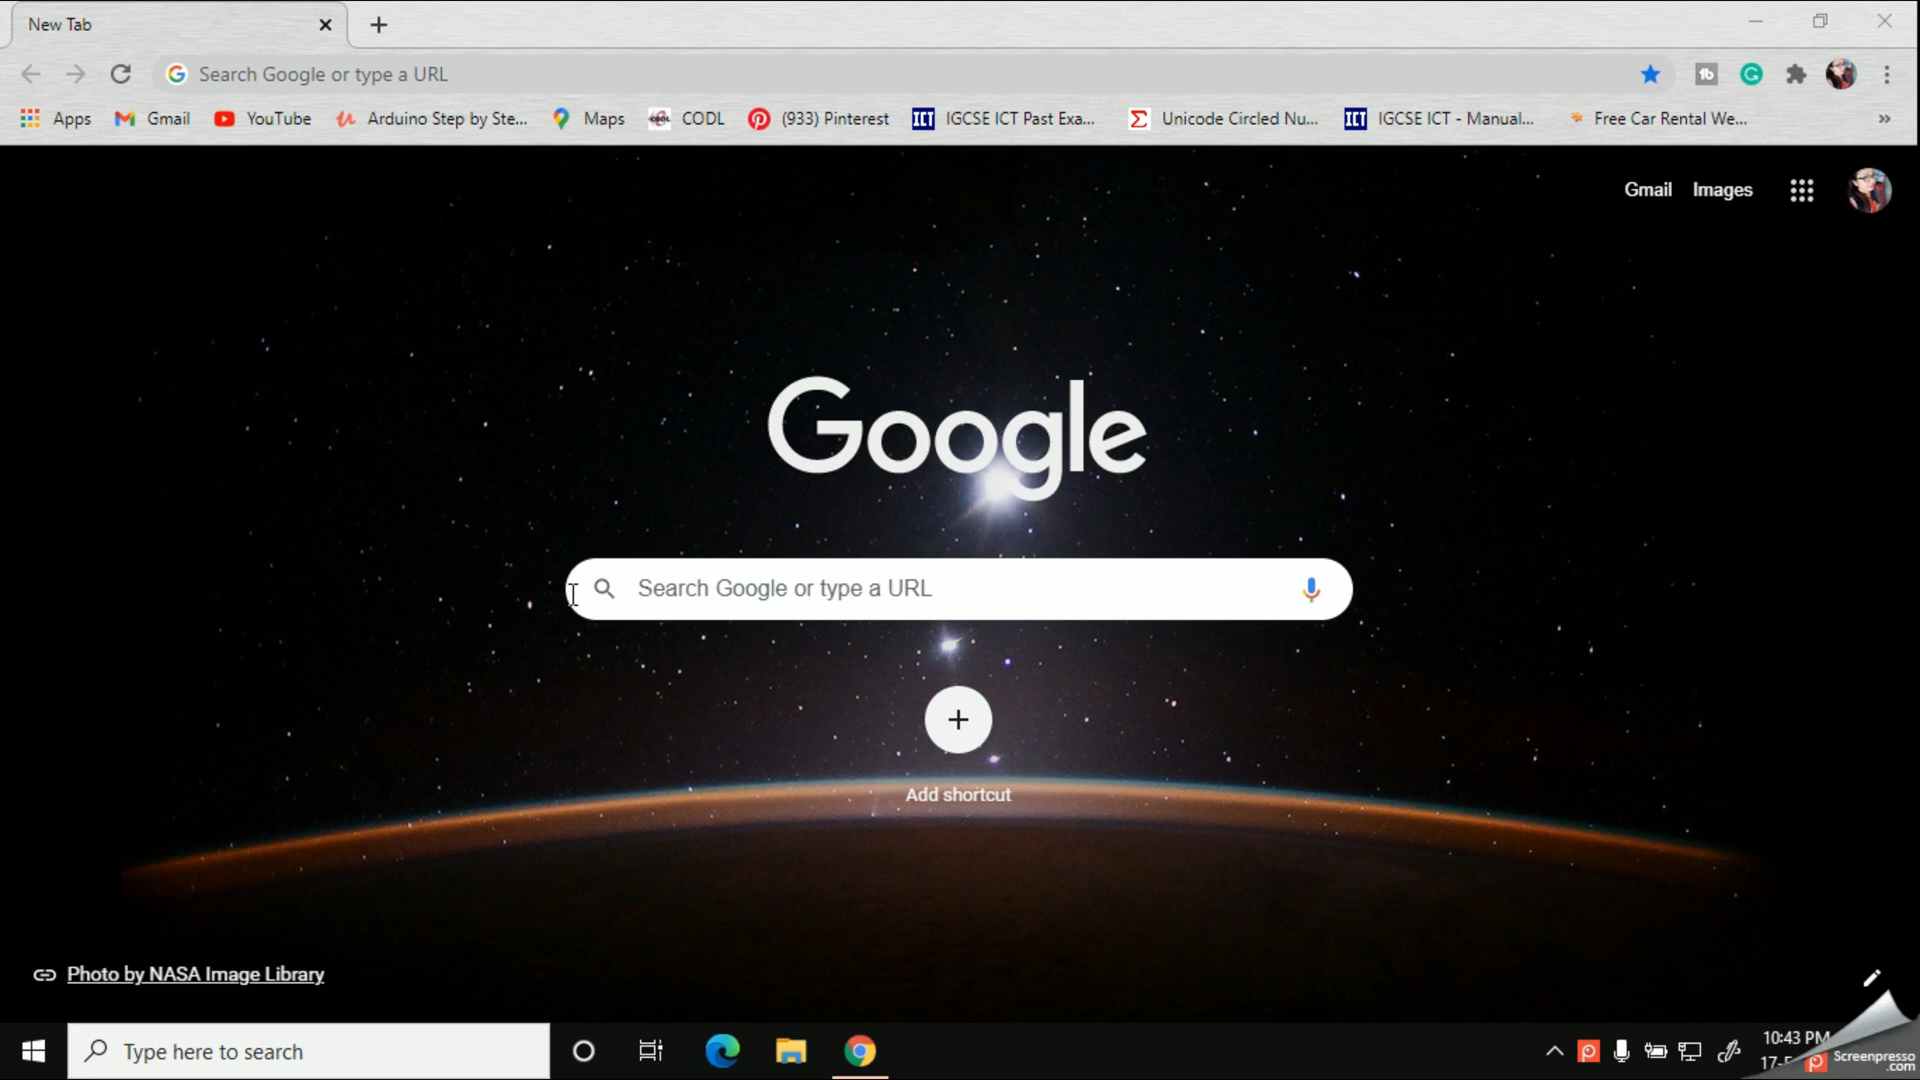 New Tab
Search Google or type a URL
Apps Gmail YouTube Arduino Step by Ste... Maps CODL (933) Pinterest IGCSE ICT Past Exa... Unicode Circled Nu... IGCSE ICT - Manual... Free Car Rental We... »
Gmail Images
Google
Search Google or type a URL
Add shortcut
Photo by NASA Image Library
Type here to search
10:43 PM
Screenpresso
.com